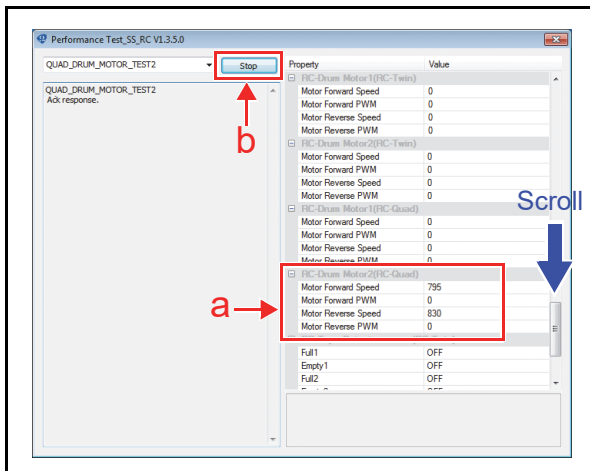 Performance Test_SS_RC V1.3.5.0
QUAD_DRUM_MOTOR_TEST2
Stop
QUAD_DRUM_MOTOR_TEST2
Ack response.
b
Property Value
RC-Drum Motor1(RC-Twin)
Motor Forward Speed 0
Motor Forward PWM 0
Motor Reverse Speed 0
Motor Reverse PWM 0
RC-Drum Motor2(RC-Twin)
Motor Forward Speed 0
Motor Forward PWM 0
Motor Reverse Speed 0
Motor Reverse PWM 0
RC-Drum Motor1(RC-Quad)
Motor Forward Speed 0
Motor Forward PWM 0
Motor Reverse Speed 0
Motor Reverse PWM 0
RC-Drum Motor2(RC-Quad)
Motor Forward Speed 795
Motor Forward PWM 0
Motor Reverse Speed 830
Motor Reverse PWM 0
Full1 OFF
Empty1 OFF
Full2 OFF
a
Scroll